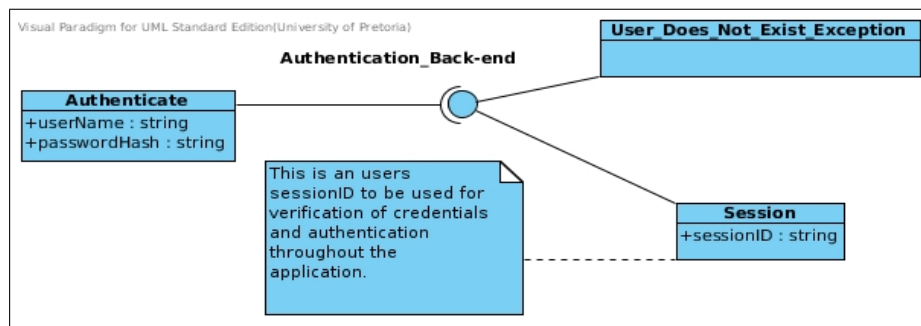 Visual Paradigm for UML Standard Edition(University of Pretoria)
User_Does_Not_Exist_Exception
Authentication_Back-end
Authenticate
+userName : string
+passwordHash : string
This is an users
sessionID to be used for
verification of credentials
and authentication
throughout the
application.
Session
+sessionID : string